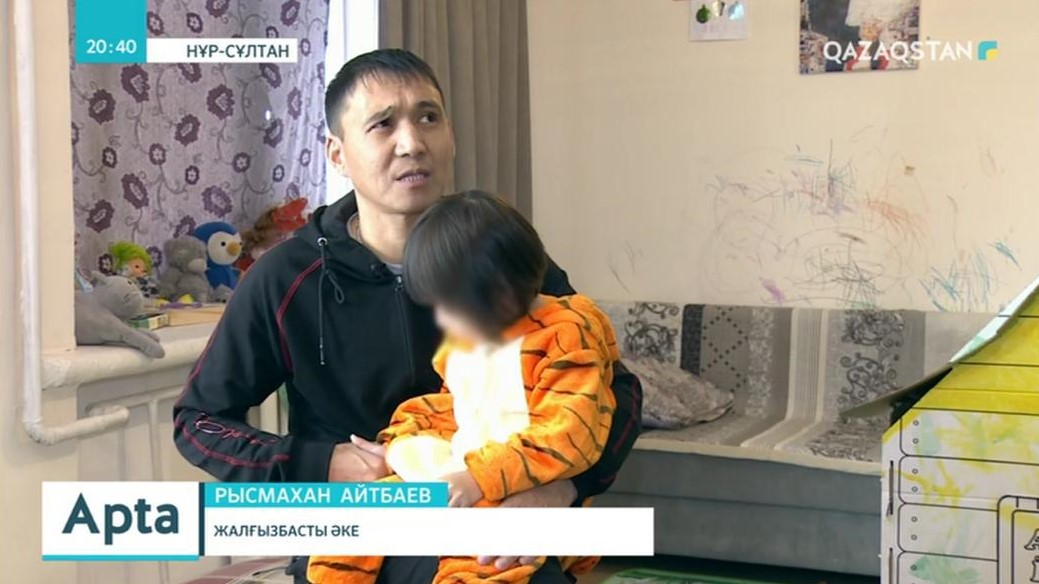 20:40
НҰР-СҰЛТАН
QAZAQSTAN
Apta
РЫСМАХАН АЙТБАЕВ
ЖАЛҒЫЗБАСТЫ ӘКЕ